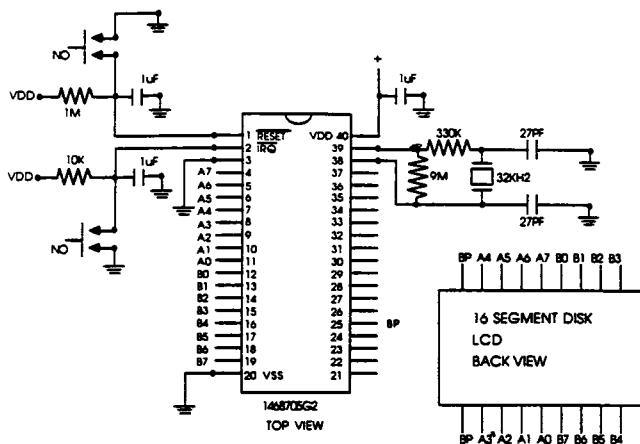 NO
VDD
1M
1uF
10K
VDD
1uF
NO
+
1uF
330K
27PF
9M
32KH2
27PF
1 RESET VDD 40
2 IRQ 39
3 38
A7 4 37
A6 5 36
A5 6 35
A4 7 34
A3 8 33
A2 9 32
A1 10 31
A0 11 30
B0 12 29
B1 13 28
B2 14 27
B3 15 26
B4 16 25 BP
B5 17 24
B6 18 23
B7 19 22
20 VSS 21
1468705G2
TOP VIEW
BP A4 A5 A6 A7 B0 B1 B2 B3
16 SEGMENT DISK
LCD
BACK VIEW
BP A3 A2 A1 A0 B7 B6 B5 B4